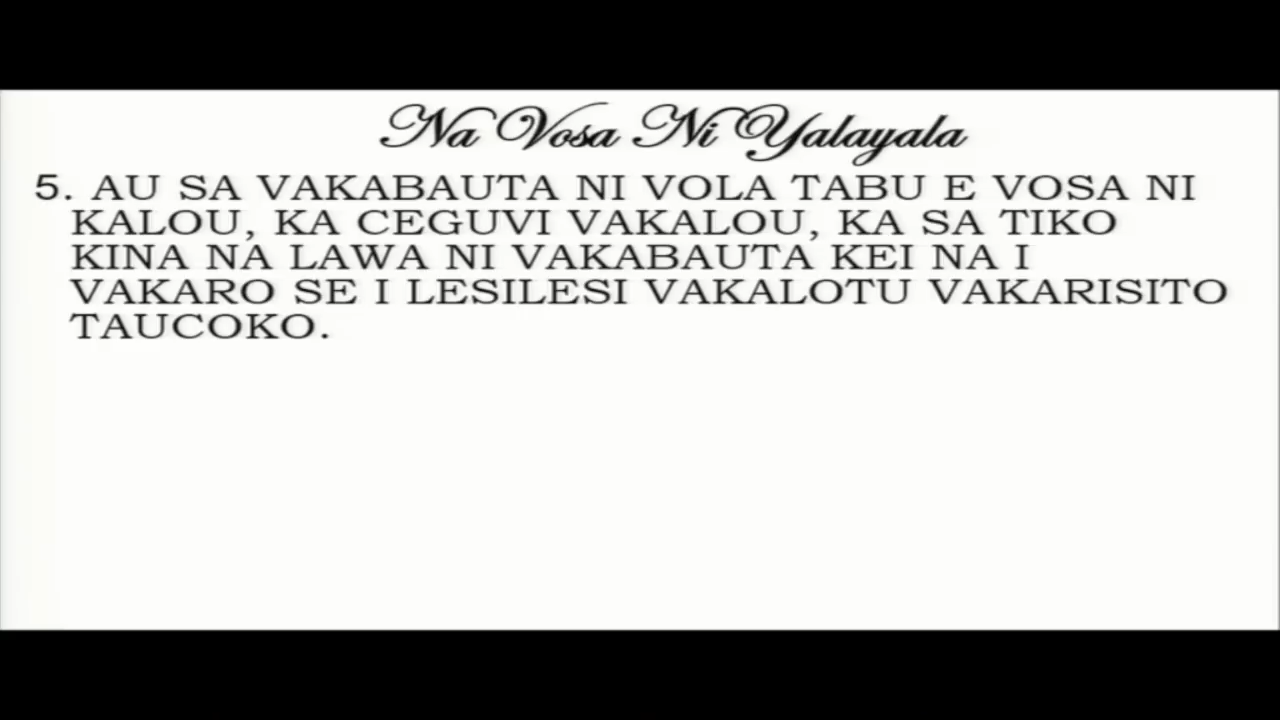 Na Vosa Ni Yalayala
5. AU SA VAKABAUTA NI VOLA TABU E VOSA NI
KALOU, KA CEGUVI VAKALOU, KA SA TIKO
KINA NA LAWA NI VAKABAUTA KEI NA I
VAKARO SE I LESILESI VAKALOTU VAKARISITO
TAUCOKO.